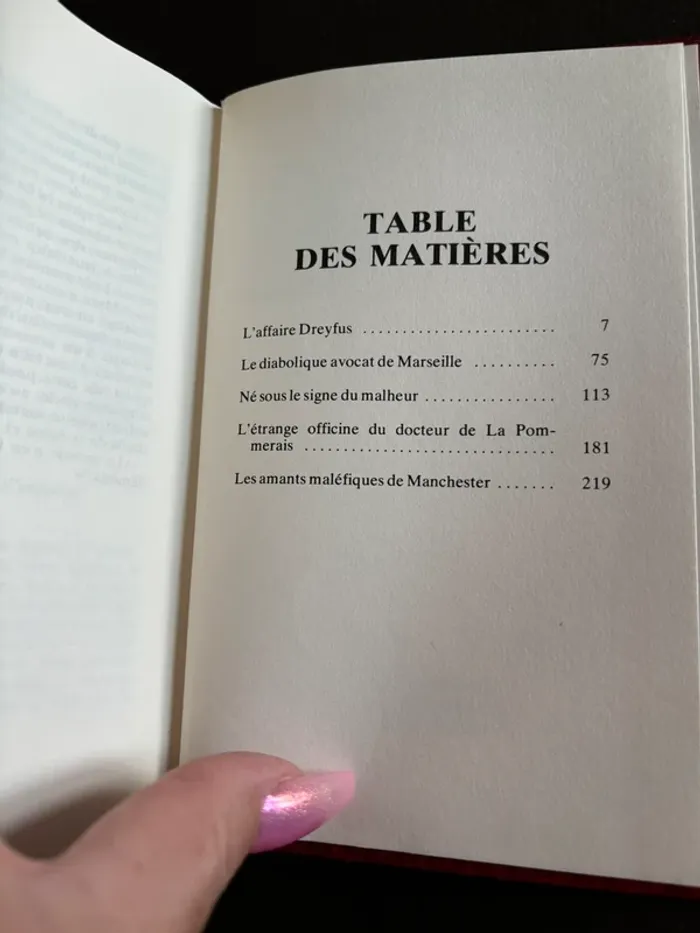 TABLE
DES MATIÈRES
L'affaire Dreyfus ........................ 7
Le diabolique avocat de Marseille .......... 75
Né sous le signe du malheur ................ 113
L'étrange officine du docteur de La Pom-
merais ............................... 181
Les amants maléfiques de Manchester ....... 219